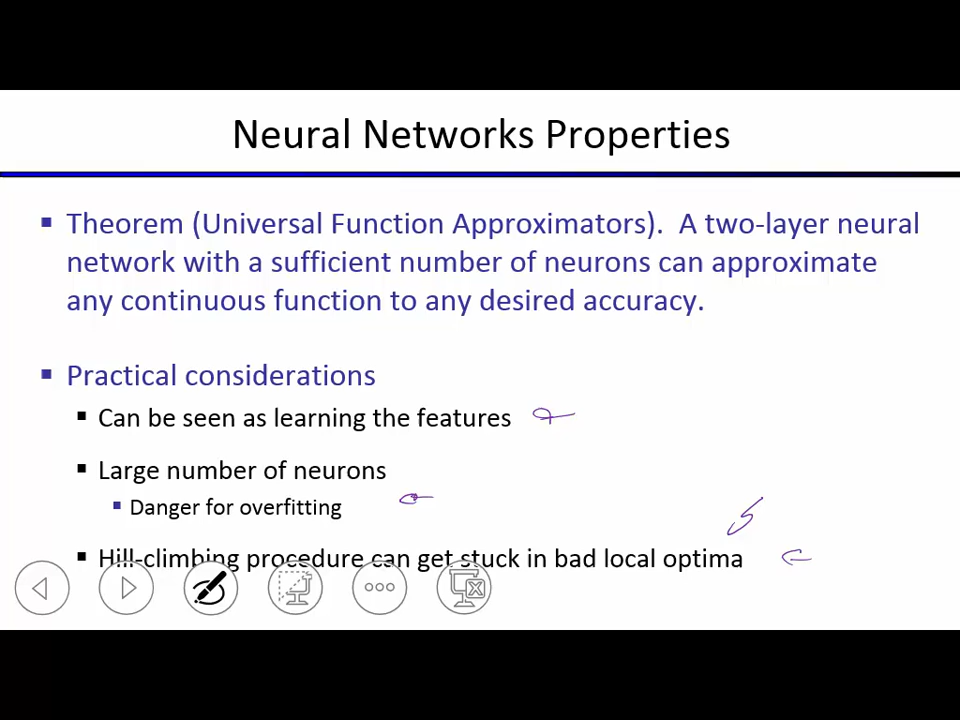 Neural Networks Properties
Theorem (Universal Function Approximators). A two-layer neural
network with a sufficient number of neurons can approximate
any continuous function to any desired accuracy.
Practical considerations
Can be seen as learning the features
Large number of neurons
Danger for overfitting
Hill-climbing procedure can get stuck in bad local optima